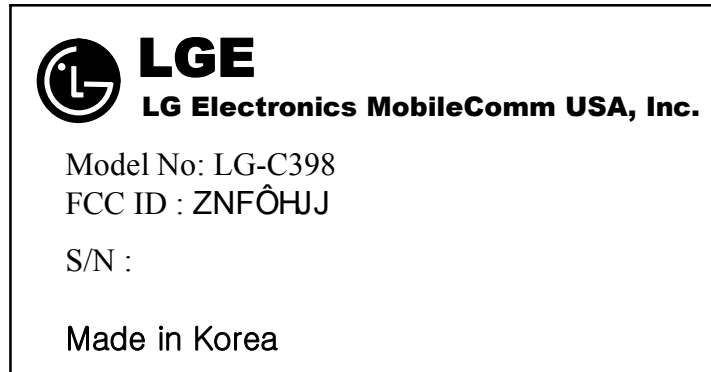 LGE
LG Electronics MobileComm USA, Inc.
Model No: LG-C398
FCC ID : ZNFÔHJJ
S/N :
Made in Korea